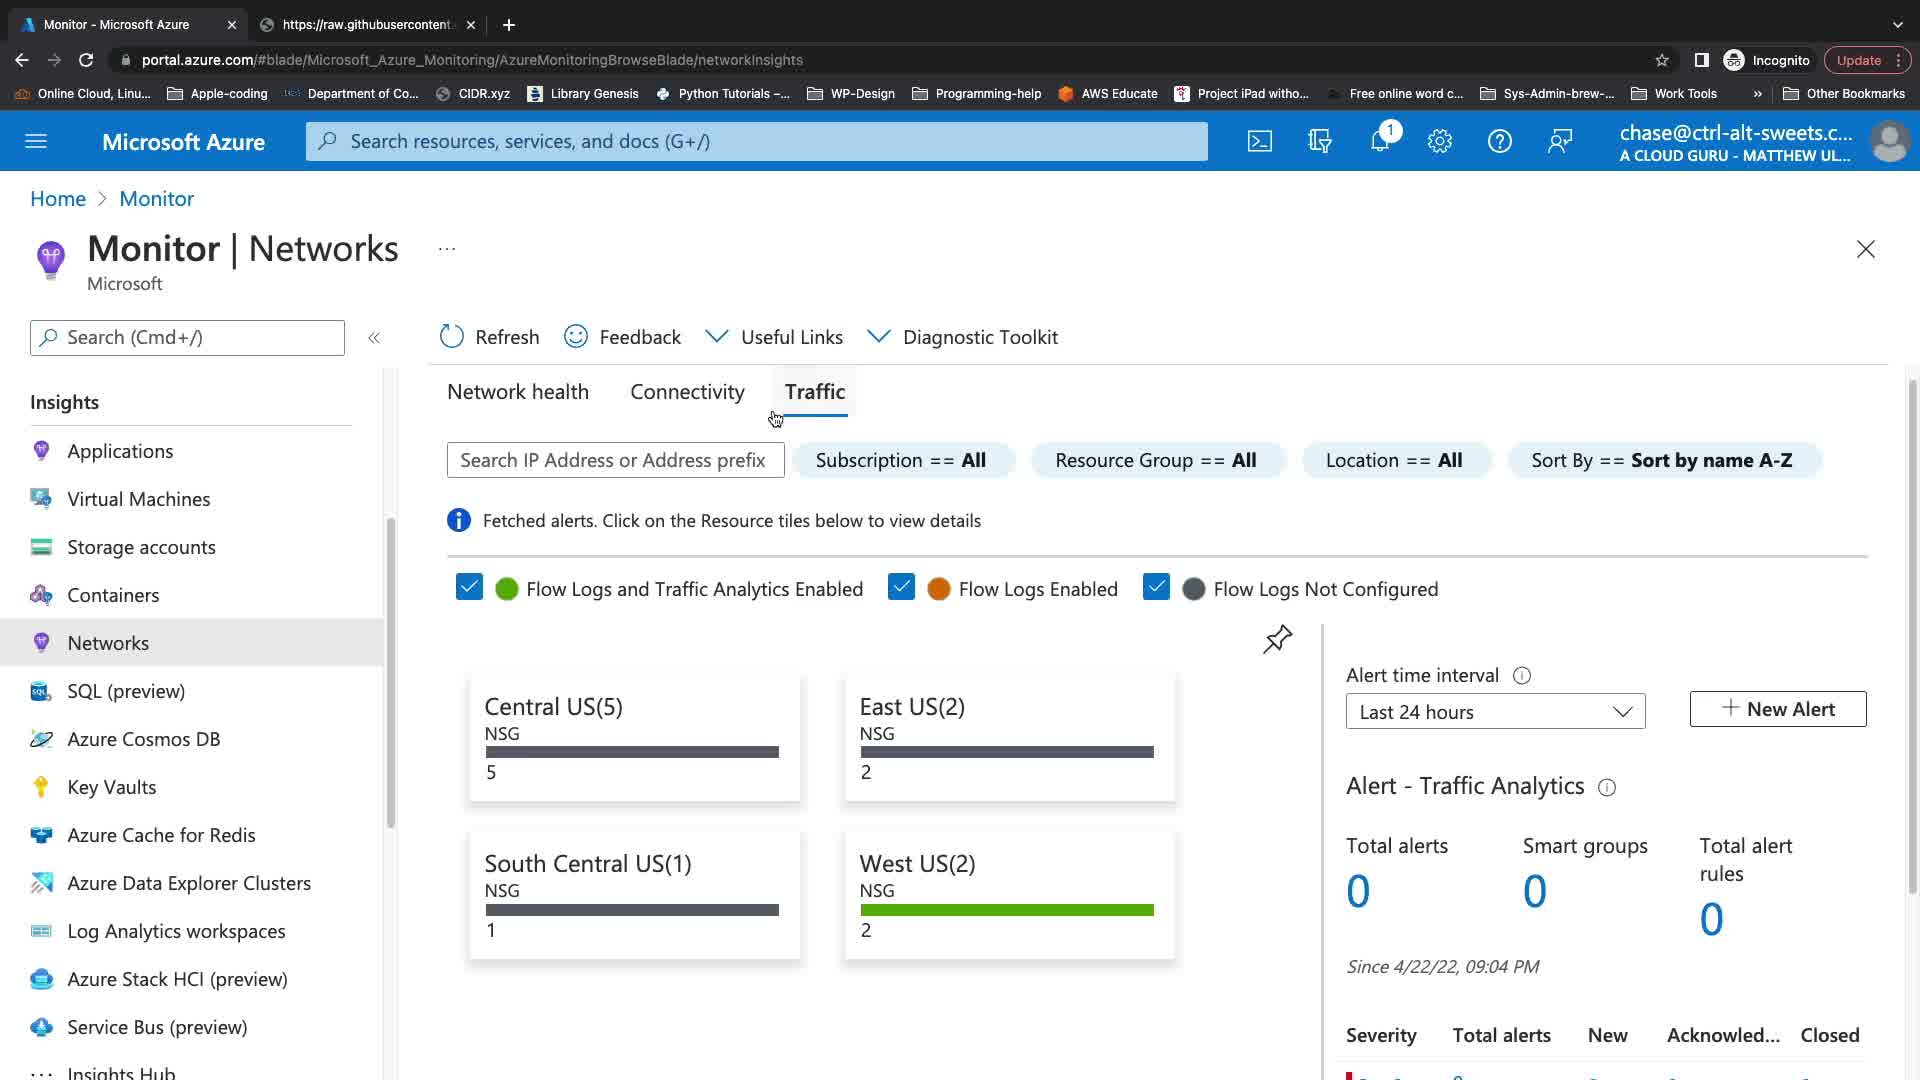 Monitor - Microsoft Azure
https://raw.githubusercontent.
portal.azure.com/#blade/Microsoft_Azure_Monitoring/AzureMonitoringBrowseBlade/networkInsights
Incognito
Update
Online Cloud, Linu...
Apple-coding
Department of Co...
CIDR.xyz
Library Genesis
Python Tutorials –...
WP-Design
Programming-help
AWS Educate
Project iPad witho...
Free online word c...
Sys-Admin-brew-...
Work Tools
»
Other Bookmarks
Microsoft Azure
Search resources, services, and docs (G+/)
1
chase@ctrl-alt-sweets.c...
A CLOUD GURU - MATTHEW UL...
Home > Monitor
Monitor | Networks
...
Microsoft
Search (Cmd+/)
«
Refresh
Feedback
Useful Links
Diagnostic Toolkit
Insights
Applications
Virtual Machines
Storage accounts
Containers
Networks
SQL (preview)
Azure Cosmos DB
Key Vaults
Azure Cache for Redis
Azure Data Explorer Clusters
Log Analytics workspaces
Azure Stack HCI (preview)
Service Bus (preview)
Insights Hub
Network health
Connectivity
Traffic
Search IP Address or Address prefix
Subscription == All
Resource Group == All
Location == All
Sort By == Sort by name A-Z
Fetched alerts. Click on the Resource tiles below to view details
Flow Logs and Traffic Analytics Enabled
Flow Logs Enabled
Flow Logs Not Configured
Central US(5)
NSG
5
East US(2)
NSG
2
South Central US(1)
NSG
1
West US(2)
NSG
2
Alert time interval
Last 24 hours
+ New Alert
Alert - Traffic Analytics
Total alerts
0
Smart groups
0
Total alert
rules
0
Since 4/22/22, 09:04 PM
Severity
Total alerts
New
Acknowled...
Closed